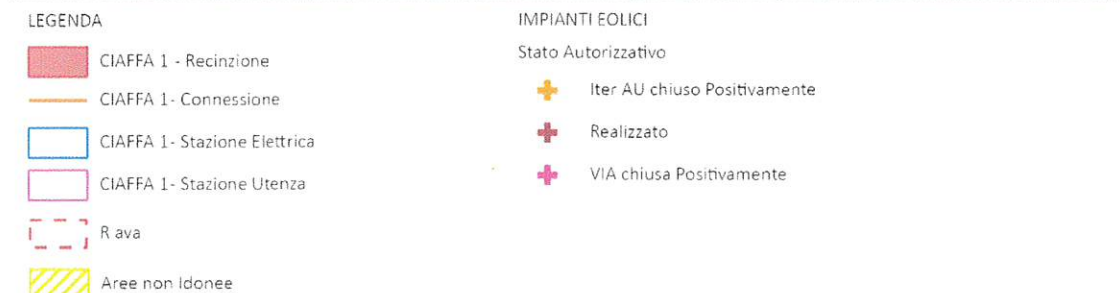 LEGENDA
CIAFFA 1 - Recinzione
CIAFFA 1- Connessione
CIAFFA 1- Stazione Elettrica
CIAFFA 1- Stazione Utenza
R ava
Aree non Idonee
IMPIANTI EOLICI
Stato Autorizzativo
Iter AU chiuso Positivamente
Realizzato
VIA chiusa Positivamente